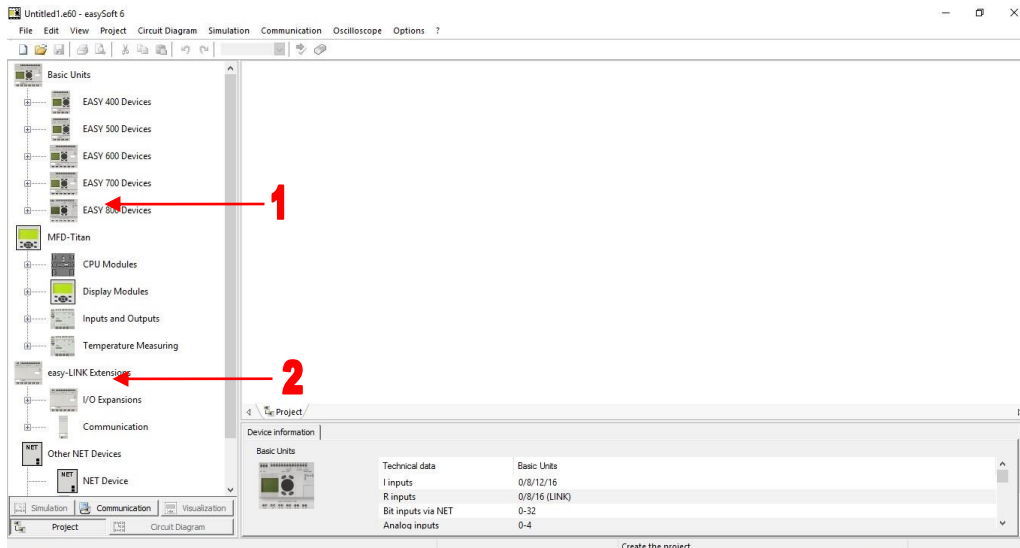 Untitled1.e60 - easySoft 6
File Edit View Project Circuit Diagram Simulation Communication Oscilloscope Options ?
Basic Units
EASY 400 Devices
EASY 500 Devices
EASY 600 Devices
EASY 700 Devices
1
EASY 800 Devices
MFD-Titan
CPU Modules
Display Modules
Inputs and Outputs
Temperature Measuring
easy-LINK Extensions
2
I/O Expansions
Communication
NET
Other NET Devices
NET
NET Device
Simulation Communication Visualization
Project Circuit Diagram
Project
Device information
Basic Units
Technical data Basic Units
I inputs 0/8/12/16
R inputs 0/8/16 (LINK)
Bit inputs via NET 0-32
Analog inputs 0-4
Create the project